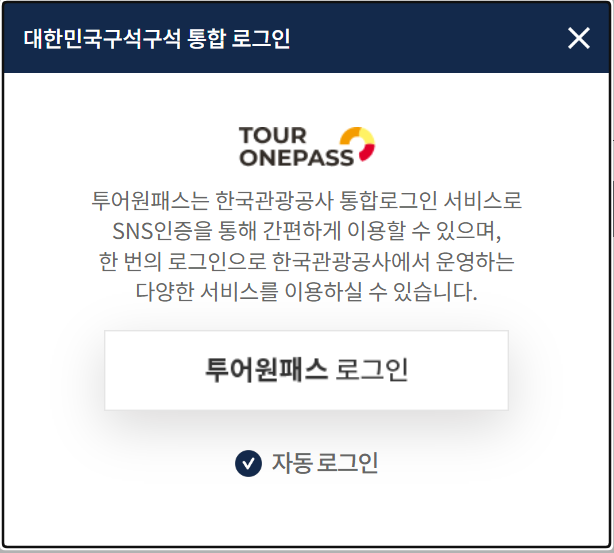 대한민국구석구석 통합 로그인
TOUR
ONEPASS
투어원패스는 한국관광공사 통합로그인 서비스로
SNS인증을 통해 간편하게 이용할 수 있으며,
한 번의 로그인으로 한국관광공사에서 운영하는
다양한 서비스를 이용하실 수 있습니다.
투어원패스 로그인
자동 로그인